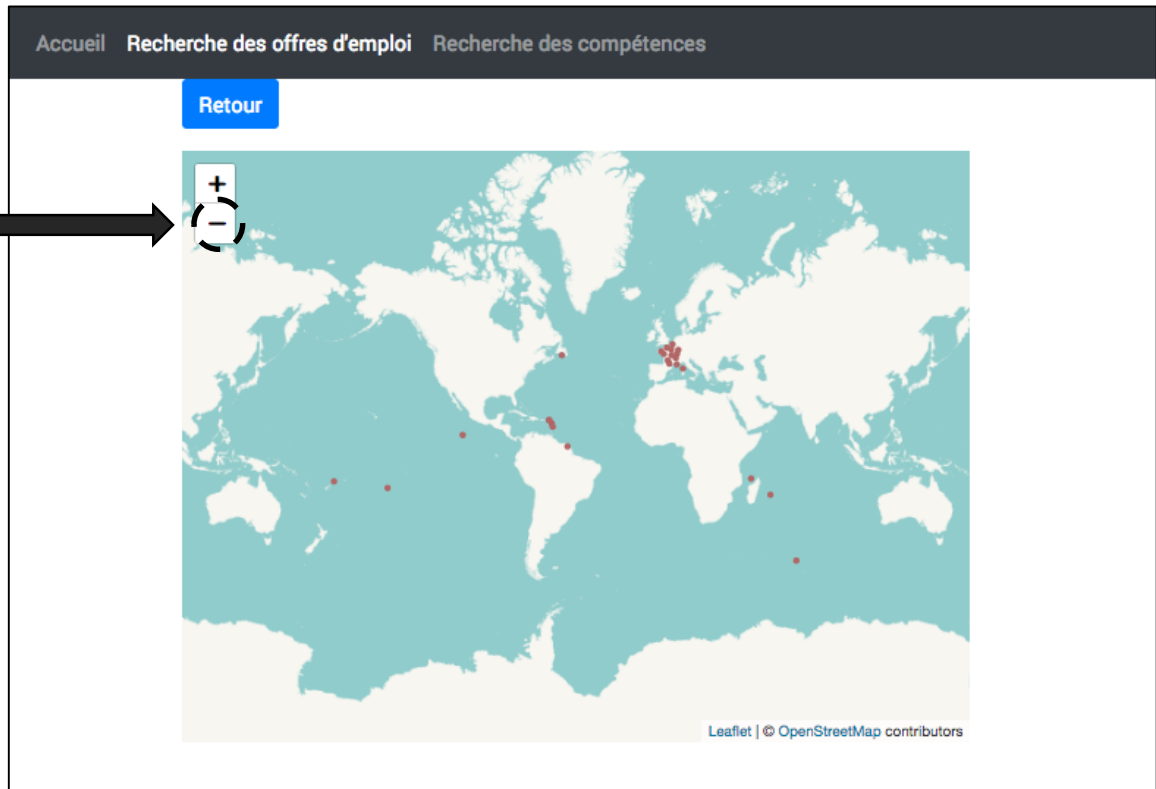 Accueil Recherche des offres d'emploi Recherche des compétences
Retour
+
−
Leaflet | © OpenStreetMap contributors